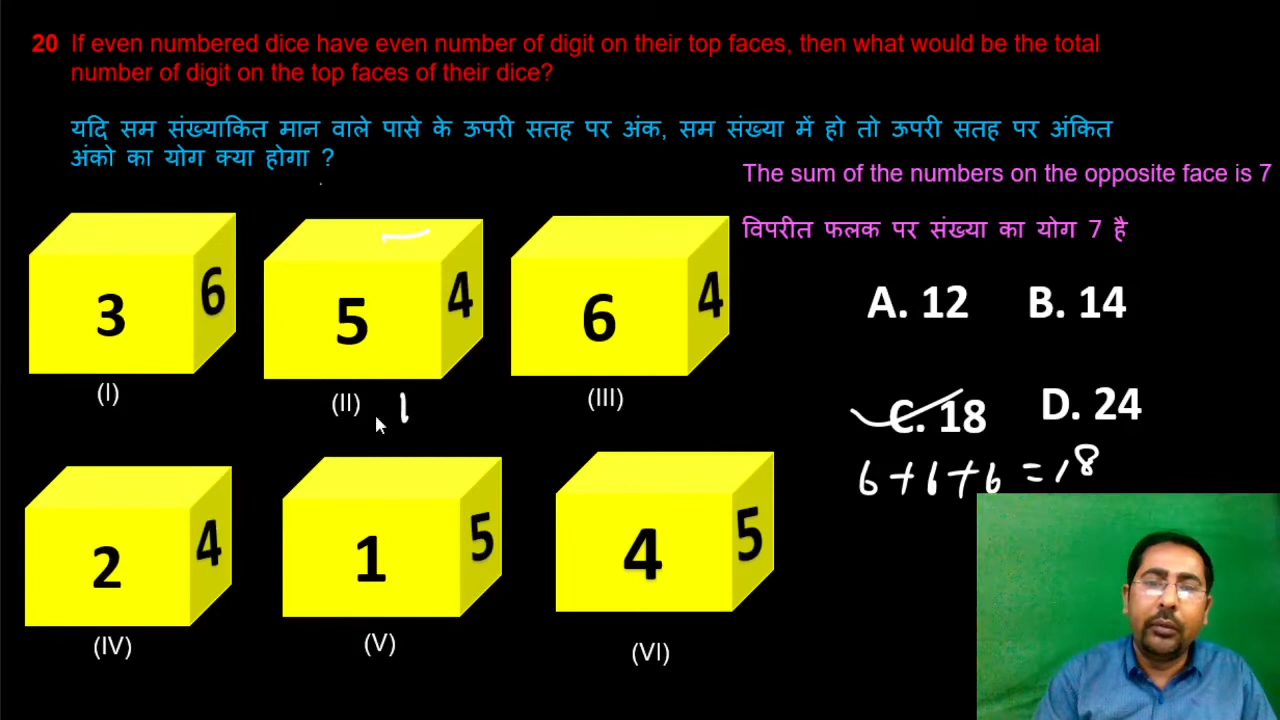 20 If even numbered dice have even number of digit on their top faces, then what would be the total
number of digit on the top faces of their dice?
यदि सम संख्याकित मान वाले पासे के ऊपरी सतह पर अंक, सम संख्या में हो तो ऊपरी सतह पर अंकित
अंको का योग क्या होगा ?
The sum of the numbers on the opposite face is 7
विपरीत फलक पर संख्या का योग 7 है
3 6
5 4
6 4
(I)
(II) 1
(III)
A. 12 B. 14
C. 18 D. 24
6+6+6 =18
2 4
1 5
4 5
(IV)
(V)
(VI)